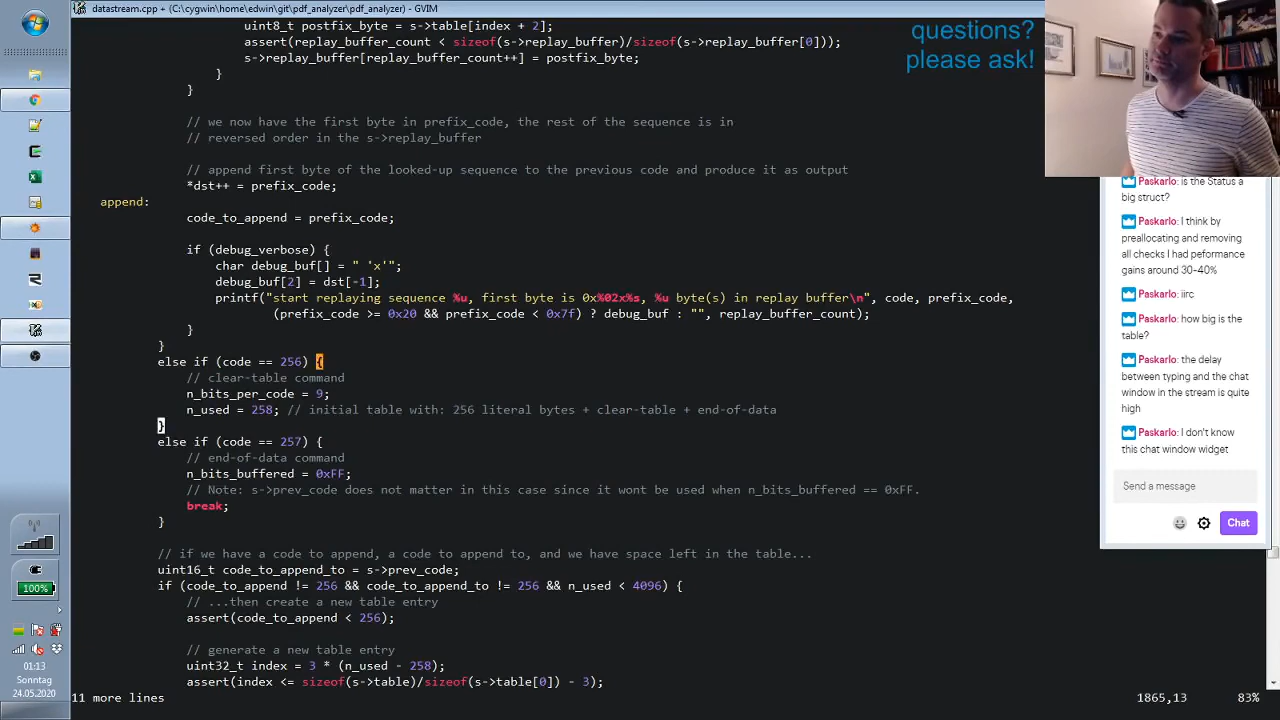 datastream.cpp + (C:\cygwin\home\edwin\git\pdf_analyzer\pdf_analyzer) - GVIM
uint8_t postfix_byte = s->table[index + 2];
assert(replay_buffer_count < sizeof(s->replay_buffer)/sizeof(s->replay_buffer[0]));
s->replay_buffer[replay_buffer_count++] = postfix_byte;
}
}
// we now have the first byte in prefix_code, the rest of the sequence is in
// reversed order in the s->replay_buffer
// append first byte of the looked-up sequence to the previous code and produce it as output
*dst++ = prefix_code;
append:
code_to_append = prefix_code;
if (debug_verbose) {
char debug_buf[] = " 'x'";
debug_buf[2] = dst[-1];
printf("start replaying sequence %u, first byte is 0x%02x%s, %u byte(s) in replay buffer\n", code, prefix_code,
(prefix_code >= 0x20 && prefix_code < 0x7f) ? debug_buf : "", replay_buffer_count);
}
}
else if (code == 256) {
// clear-table command
n_bits_per_code = 9;
n_used = 258; // initial table with: 256 literal bytes + clear-table + end-of-data
}
else if (code == 257) {
// end-of-data command
n_bits_buffered = 0xFF;
// Note: s->prev_code does not matter in this case since it wont be used when n_bits_buffered == 0xFF.
break;
}
// if we have a code to append, a code to append to, and we have space left in the table...
uint16_t code_to_append_to = s->prev_code;
if (code_to_append != 256 && code_to_append_to != 256 && n_used < 4096) {
// ...then create a new table entry
assert(code_to_append < 256);
// generate a new table entry
uint32_t index = 3 * (n_used - 258);
assert(index <= sizeof(s->table)/sizeof(s->table[0]) - 3);
11 more lines
1865,13
83%
questions?
please ask!
Paskarlo: is the Status a
big struct?
Paskarlo: I think by
preallocating and removing
all checks I had peformance
gains around 30-40%
Paskarlo: iirc
Paskarlo: how big is the
table?
Paskarlo: the delay
between typing and the chat
window in the stream is quite
high
Paskarlo: I don't know
this chat window widget
Send a message
Chat
100%
01:13
Sonntag
24.05.2020